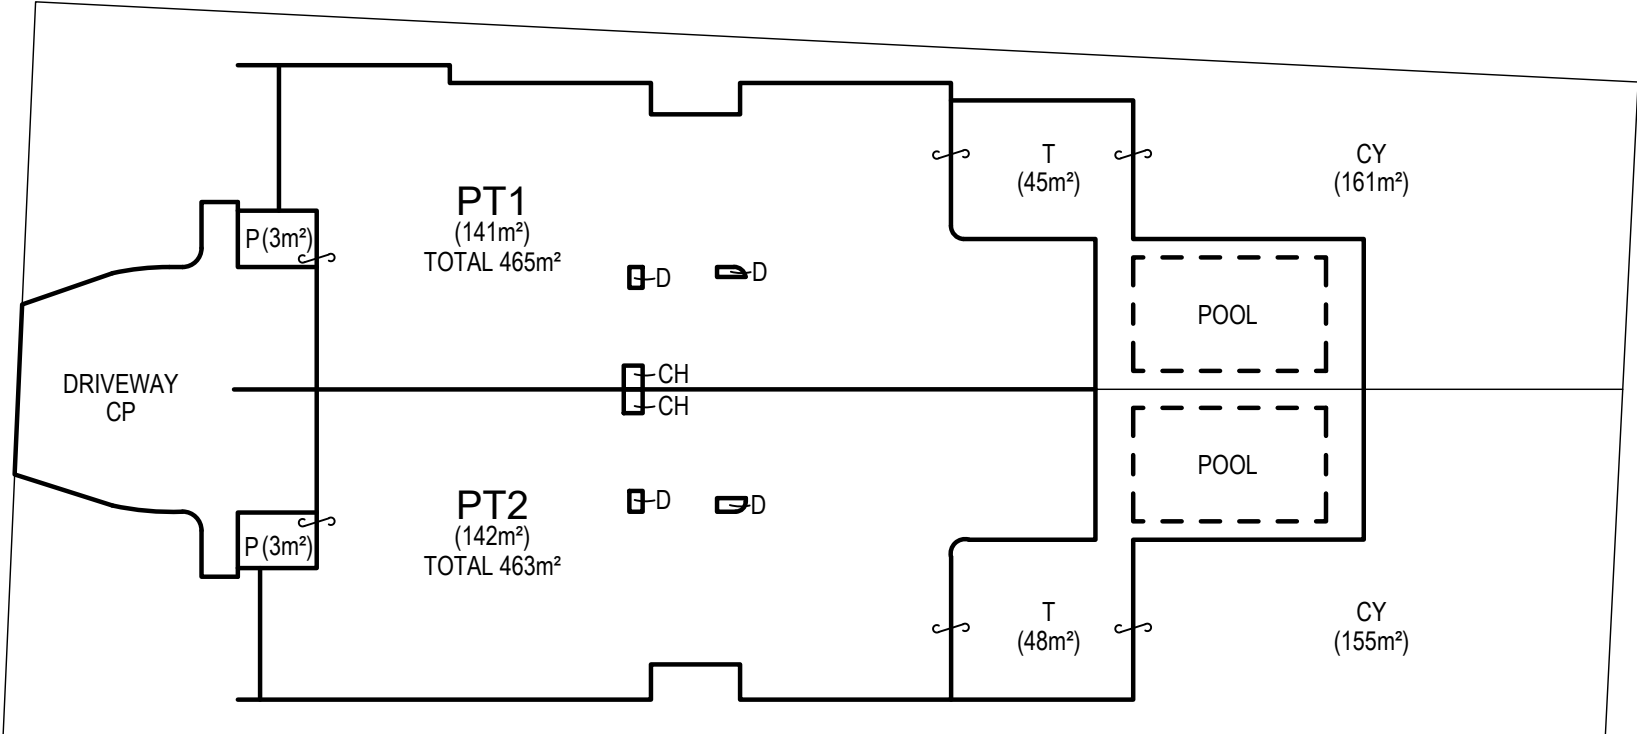 T
(45m²)
CY
(161m²)
PT1
(141m²)
TOTAL 465m²
P(3m²)
D
D
POOL
DRIVEWAY
CP
CH
CH
POOL
PT2
(142m²)
TOTAL 463m²
D
D
P(3m²)
T
(48m²)
CY
(155m²)